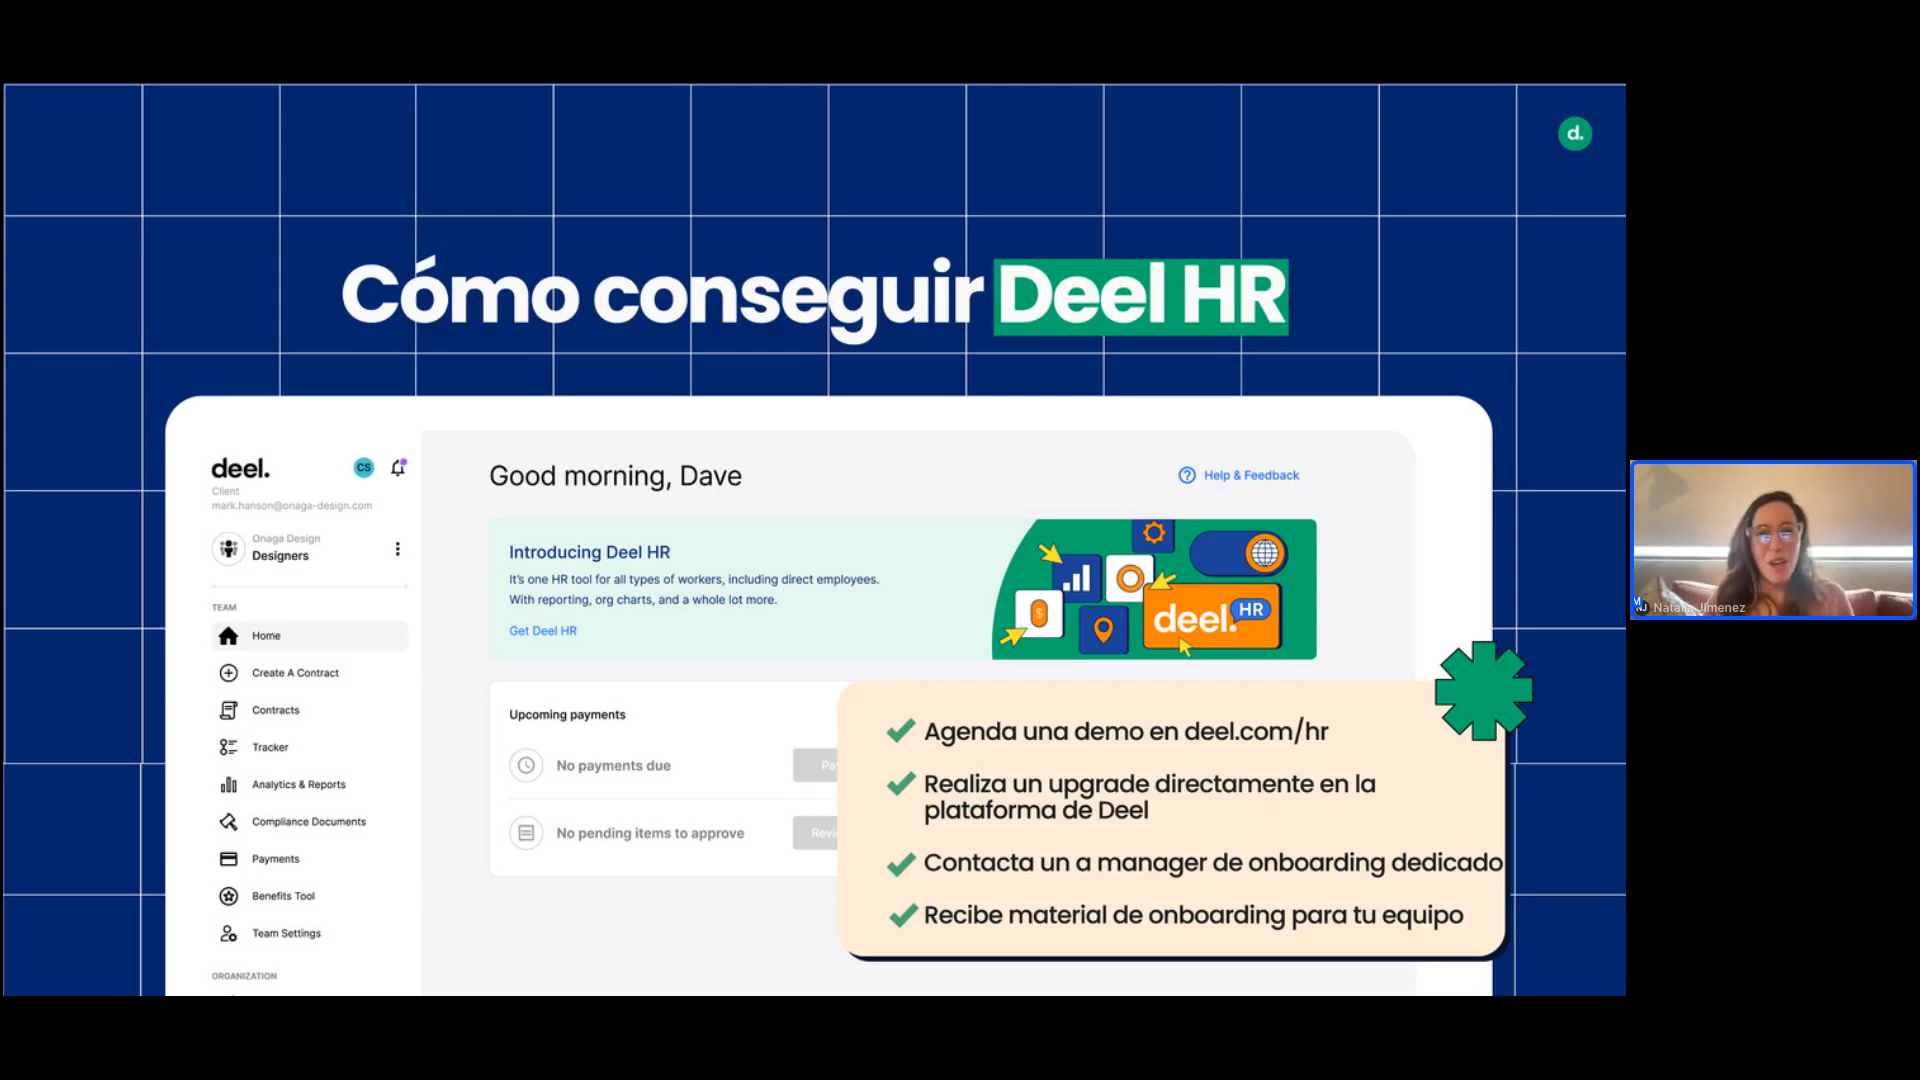 d.
Cómo conseguir Deel HR
deel.
CS
Client
mark.hanson@onaga-design.com
Onaga Design
Designers
TEAM
Home
Create A Contract
Contracts
Tracker
Analytics & Reports
Compliance Documents
Payments
Benefits Tool
Team Settings
ORGANIZATION
Good morning, Dave
? Help & Feedback
Introducing Deel HR
It's one HR tool for all types of workers, including direct employees.
With reporting, org charts, and a whole lot more.
Get Deel HR
$
deel. HR
Upcoming payments
No payments due
Pa
No pending items to approve
Revi
Agenda una demo en deel.com/hr
Realiza un upgrade directamente en la
plataforma de Deel
Contacta un a manager de onboarding dedicado
Recibe material de onboarding para tu equipo
NJ Natalia Jimenez